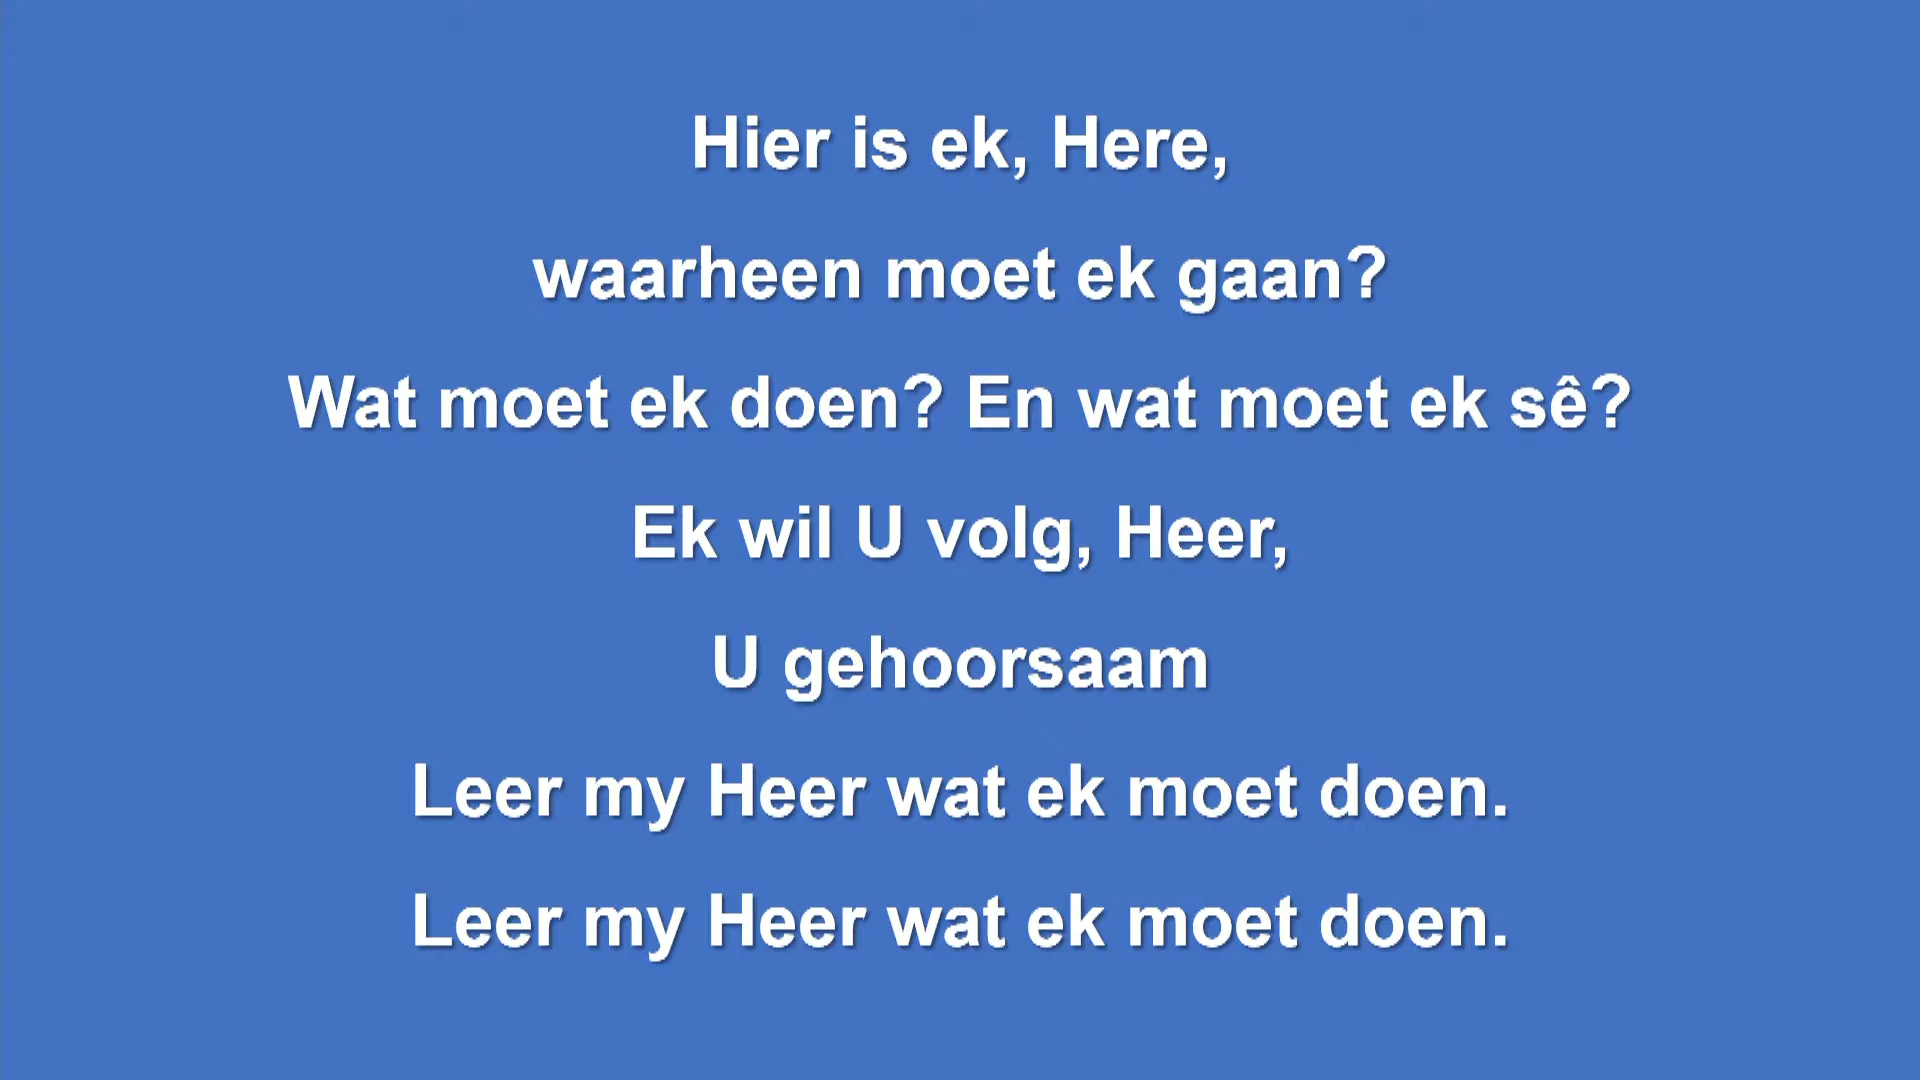 Hier is ek, Here,
waarheen moet ek gaan?
Wat moet ek doen? En wat moet ek sê?
Ek wil U volg, Heer,
U gehoorsaam
Leer my Heer wat ek moet doen.
Leer my Heer wat ek moet doen.